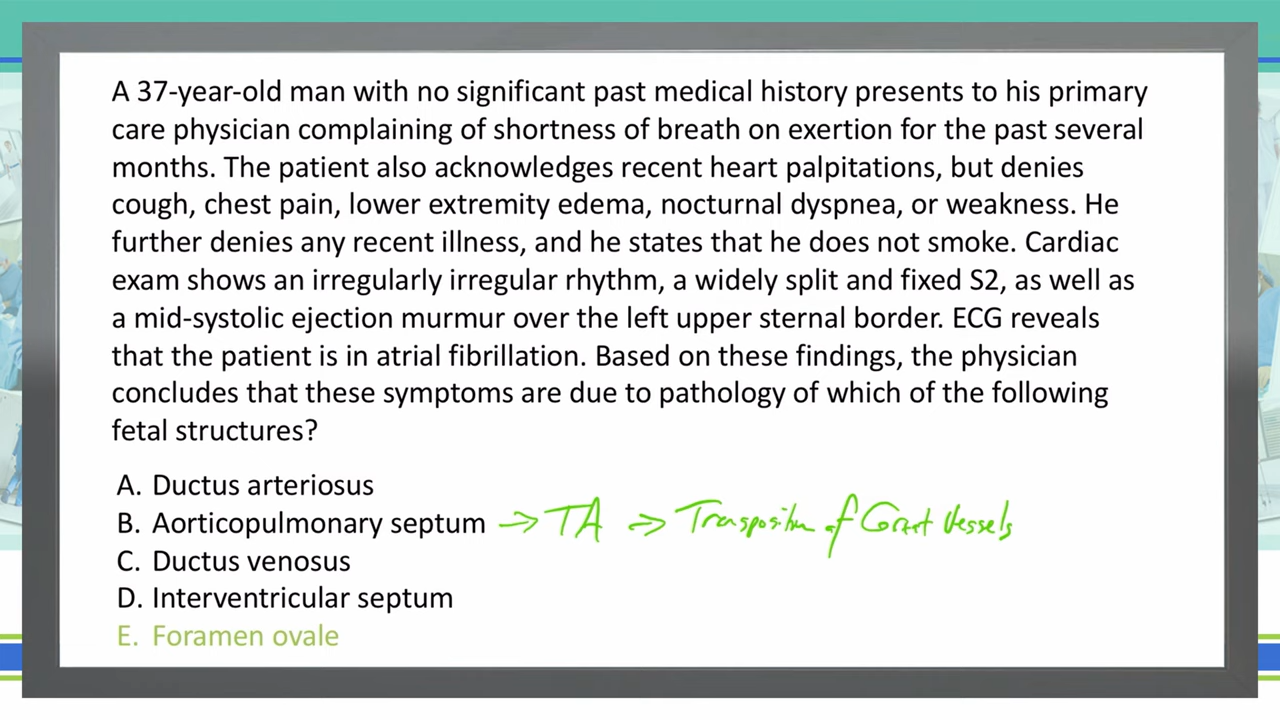 A 37-year-old man with no significant past medical history presents to his primary
care physician complaining of shortness of breath on exertion for the past several
months. The patient also acknowledges recent heart palpitations, but denies
cough, chest pain, lower extremity edema, nocturnal dyspnea, or weakness. He
further denies any recent illness, and he states that he does not smoke. Cardiac
exam shows an irregularly irregular rhythm, a widely split and fixed S2, as well as
a mid-systolic ejection murmur over the left upper sternal border. ECG reveals
that the patient is in atrial fibrillation. Based on these findings, the physician
concludes that these symptoms are due to pathology of which of the following
fetal structures?
A. Ductus arteriosus
B. Aorticopulmonary septum → TA → Transposition of Great Vessels
C. Ductus venosus
D. Interventricular septum
E. Foramen ovale